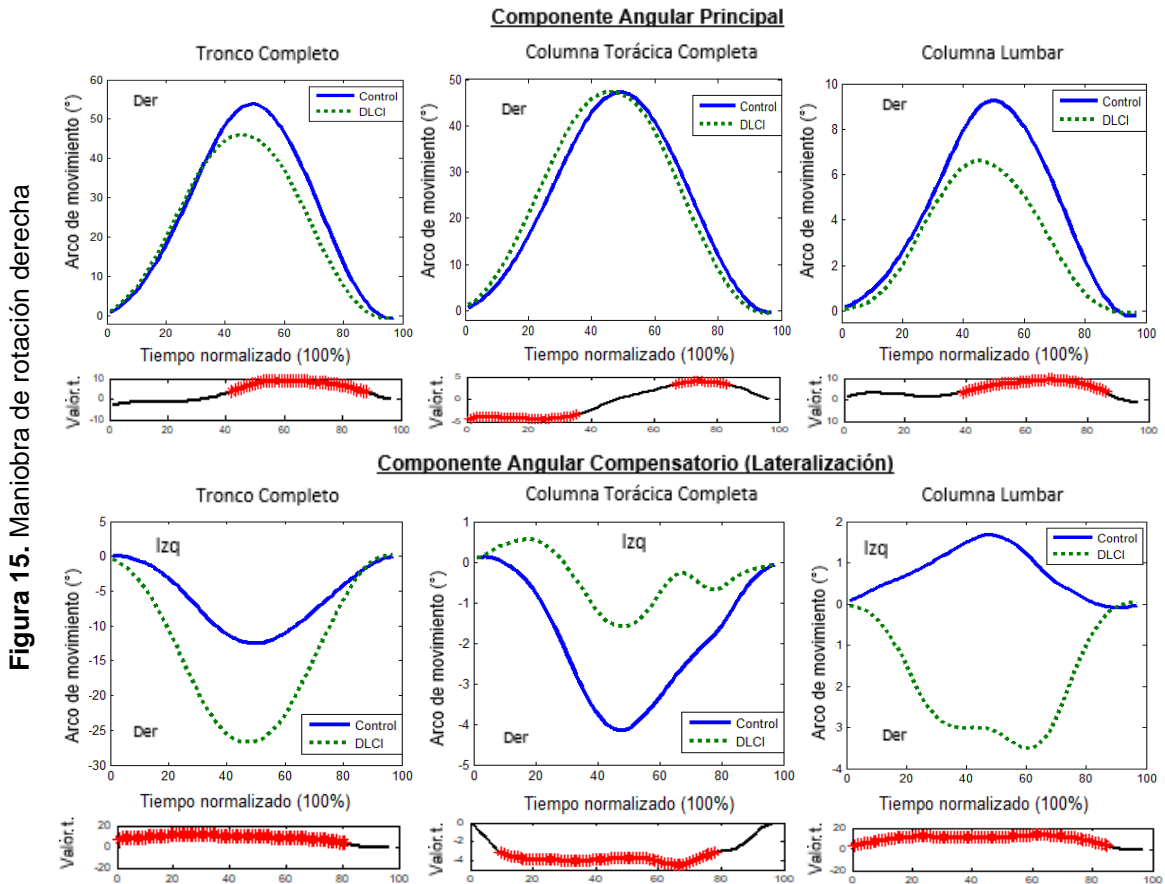 Figura 15. Maniobra de rotación derecha
Componente Angular Principal
Tronco Completo
Columna Torácica Completa
Columna Lumbar
Arco de movimiento (°)
60
50
40
30
20
10
0
Der
Control
DLCI
0 20 40 60 80 100
Tiempo normalizado (100%)
Arco de movimiento (°)
50
40
30
20
10
0
Der
Control
DLCI
0 20 40 60 80 100
Tiempo normalizado (100%)
Arco de movimiento (°)
10
8
6
4
2
0
Der
Control
DLCI
0 20 40 60 80 100
Tiempo normalizado (100%)
Valor.t.
10
0
-10
0 20 40 60 80 100
Valor.t.
5
0
-5
0 20 40 60 80 100
Valor.t.
10
0
-10
0 20 40 60 80 100
Componente Angular Compensatorio (Lateralización)
Tronco Completo
Columna Torácica Completa
Columna Lumbar
Arco de movimiento (°)
5
0
-5
-10
-15
-20
-25
-30
Izq
Der
Control
DLCI
0 20 40 60 80 100
Tiempo normalizado (100%)
Arco de movimiento (°)
1
0
-1
-2
-3
-4
-5
Izq
Der
Control
DLCI
0 20 40 60 80 100
Tiempo normalizado (100%)
Arco de movimiento (°)
2
1
0
1
2
3
-4
Izq
Der
Control
DLCI
0 20 40 60 80 100
Tiempo normalizado (100%)
Valor.t.
20
0
-20
0 20 40 60 80 100
Valor.t.
0
-2
-4
0 20 40 60 80 100
Valor.t.
20
0
-20
0 20 40 60 80 100